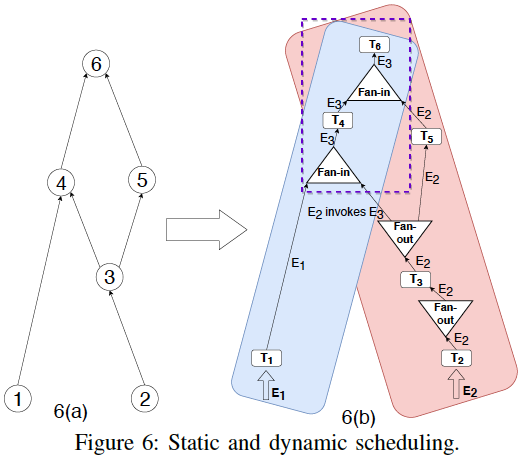 6
4
5
3
1
2
6(a)
T6
E3
Fan-in
E3
T4
E2
T5
E3
Fan-in
E2
E2 invokes E3
Fan-
out
E1
E2
T3
E2
Fan-
out
E2
T1
T2
E1
E2
6(b)
Figure 6: Static and dynamic scheduling.